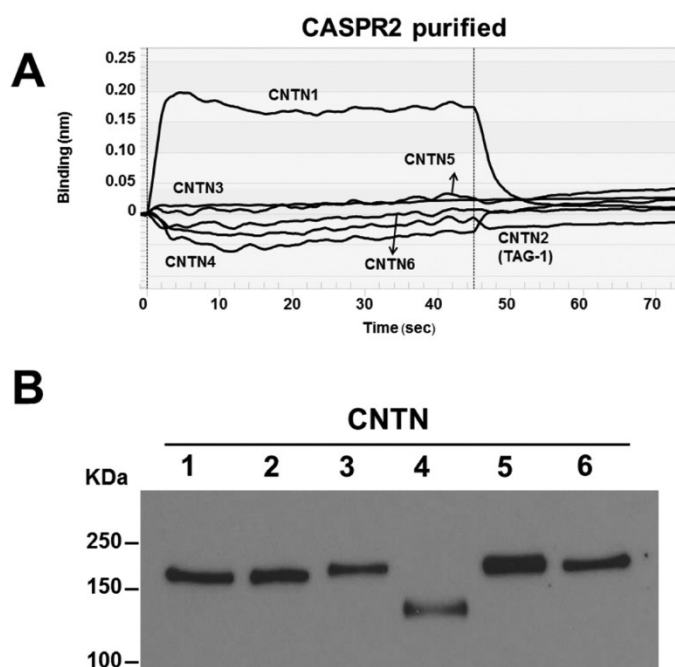 CASPR2 purified
A
Binding (nm)
0.25
0.20
0.15
0.10
0.05
0
CNTN1
CNTN5
CNTN3
CNTN4
CNTN6
CNTN2
(TAG-1)
0 10 20 30 40 50 60 70
Time (sec)
B
CNTN
KDa
1 2 3 4 5 6
250
150
100